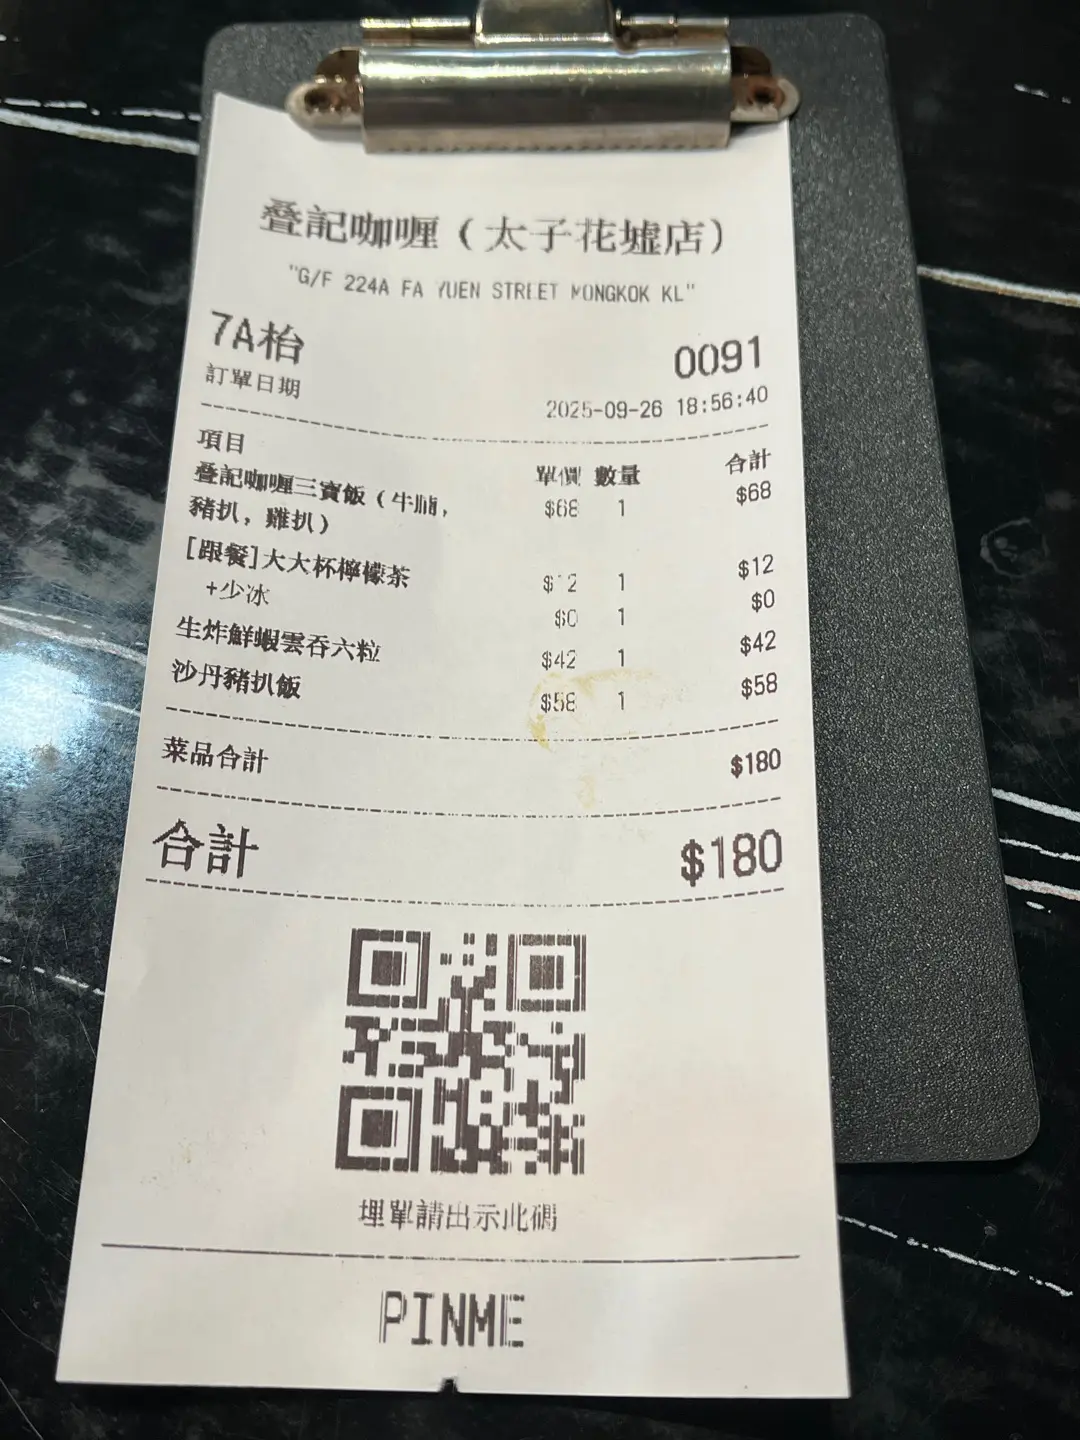 叠記咖喱（太子花墟店）
"G/F 224A FA YUEN STREET MONGKOK KL"
7A枱
0091
訂單日期
2025-09-26 18:56:40
項目 單價 數量 合計
叠記咖喱三寶飯（牛腩， $68 1 $68
豬扒，雞扒）
[跟餐]大大杯檸檬茶 $12 1 $12
+少冰 $0 1 $0
生炸鮮蝦雲吞六粒 $42 1 $42
沙丹豬扒飯 $58 1 $58
菜品合計 $180
合計 $180
埋單請出示此碼
PINME